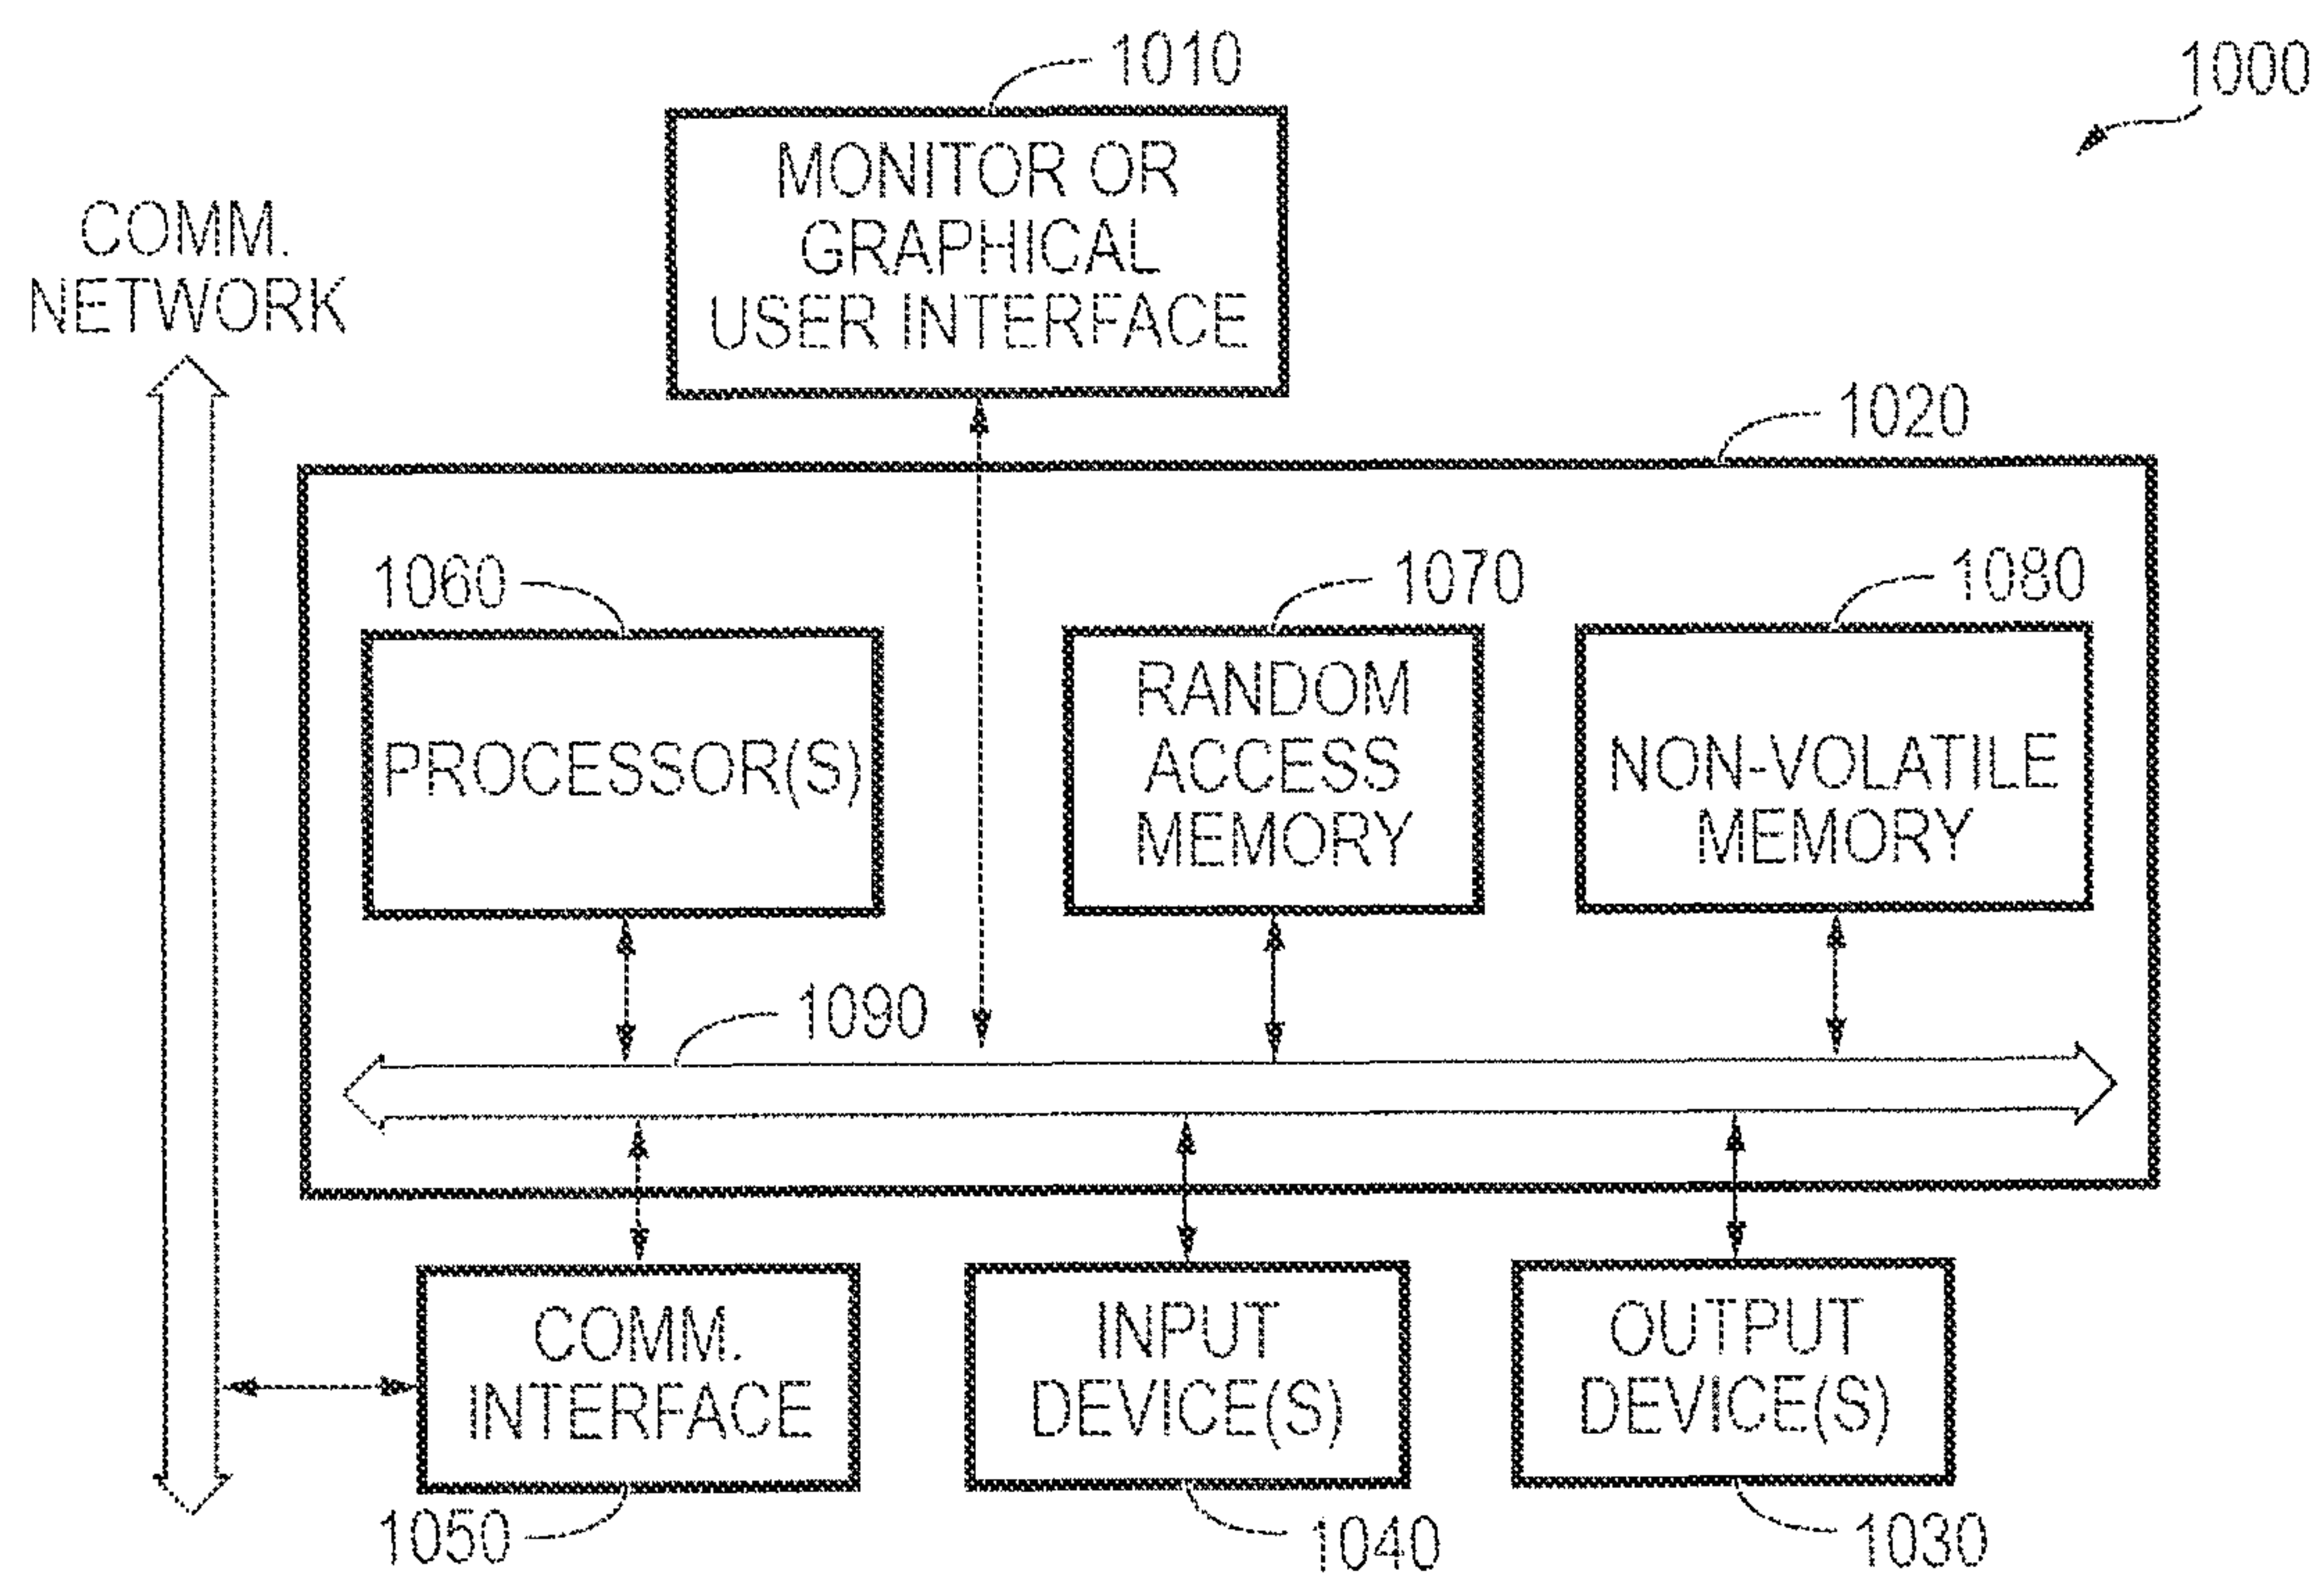 1010
1000
MONITOR OR
GRAPHICAL
USER INTERFACE
COMM.
NETWORK
1020
1060
1070
1080
PROCESSOR(S)
RANDOM
ACCESS
MEMORY
NON-VOLATILE
MEMORY
1090
COMM.
INTERFACE
INPUT
DEVICE(S)
OUTPUT
DEVICE(S)
1050
1040
1030